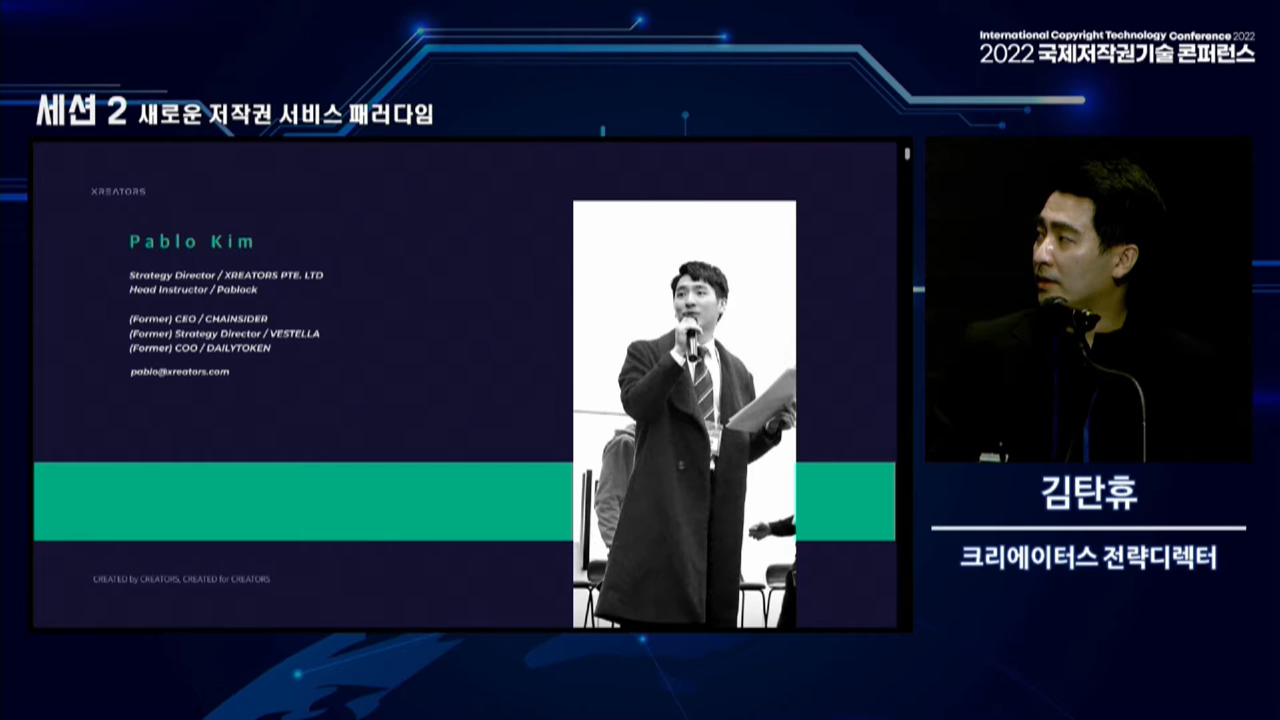 International Copyright Technology Conference 2022
2022 국제저작권기술 콘퍼런스
세션 2 새로운 저작권 서비스 패러다임
XREATORS
Pablo Kim
Strategy Director / XREATORS PTE. LTD
Head Instructor / Pablock
(Former) CEO / CHAiNSIDER
(Former) Strategy Director / VESTELLA
(Former) COO / DAILYTOKEN
pablo@xreators.com
CREATED by CREATORS, CREATED for CREATORS
김탄휴
크리에이터스 전략디렉터